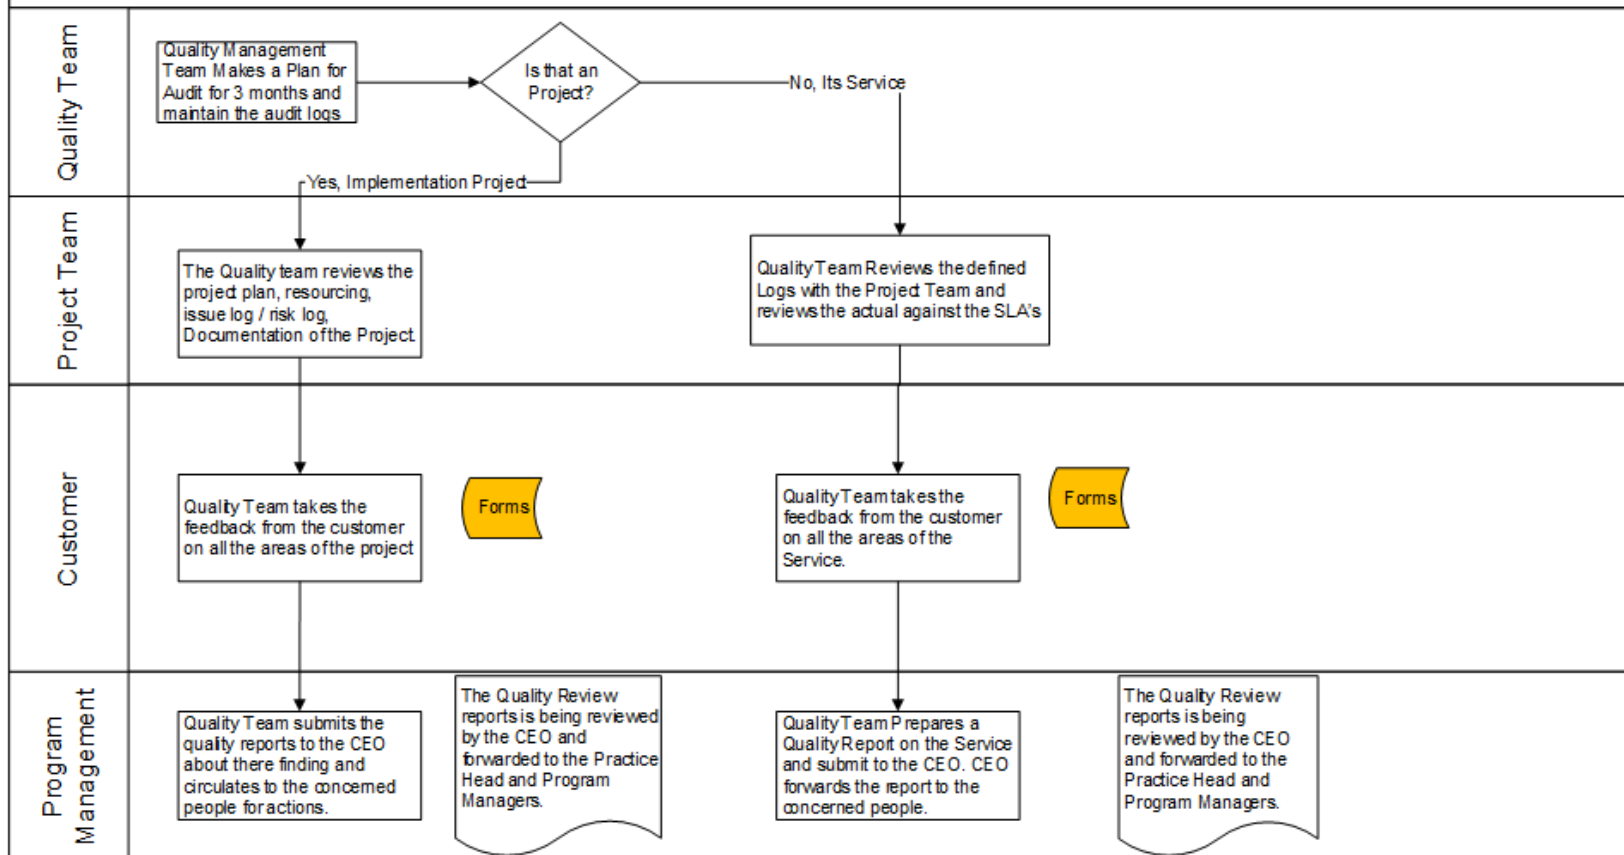 Quality Team
Quality Management
Team Makes a Plan for
Audit for 3 months and
maintain the audit logs
Is that an
Project?
No, Its Service
Yes, Implementation Project
Project Team
The Quality team reviews the
project plan, resourcing,
issue log / risk log,
Documentation of the Project.
Quality Team Reviews the defined
Logs with the Project Team and
reviews the actual against the SLA's
Customer
Quality Team takes the
feedback from the customer
on all the areas of the project
Forms
Quality Team takes the
feedback from the customer
on all the areas of the
Service.
Forms
Program
Management
Quality Team submits the
quality reports to the CEO
about there finding and
circulates to the concerned
people for actions.
The Quality Review
reports is being reviewed
by the CEO and
forwarded to the Practice
Head and Program
Managers.
Quality Team Prepares a
Quality Report on the Service
and submit to the CEO. CEO
forwards the report to the
concerned people.
The Quality Review
reports is being
reviewed by the CEO
and forwarded to the
Practice Head and
Program Managers.